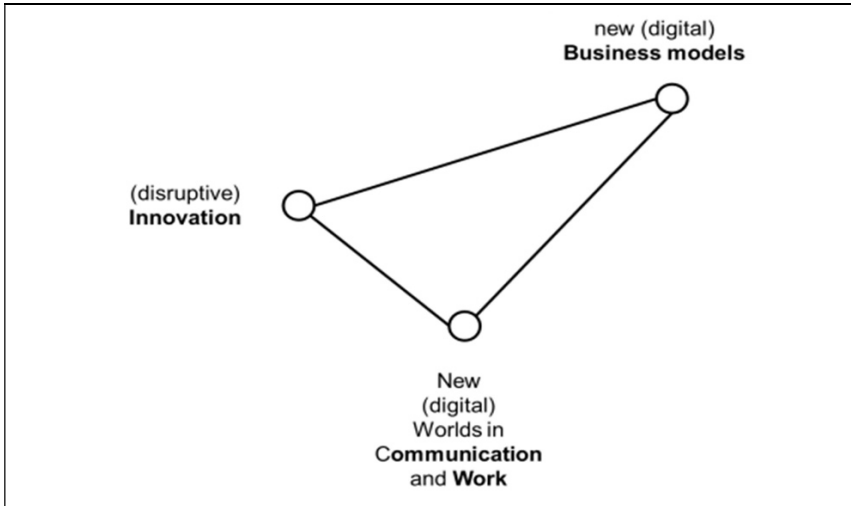 new (digital)
Business models
(disruptive)
Innovation
New
(digital)
Worlds in
Communication
and Work